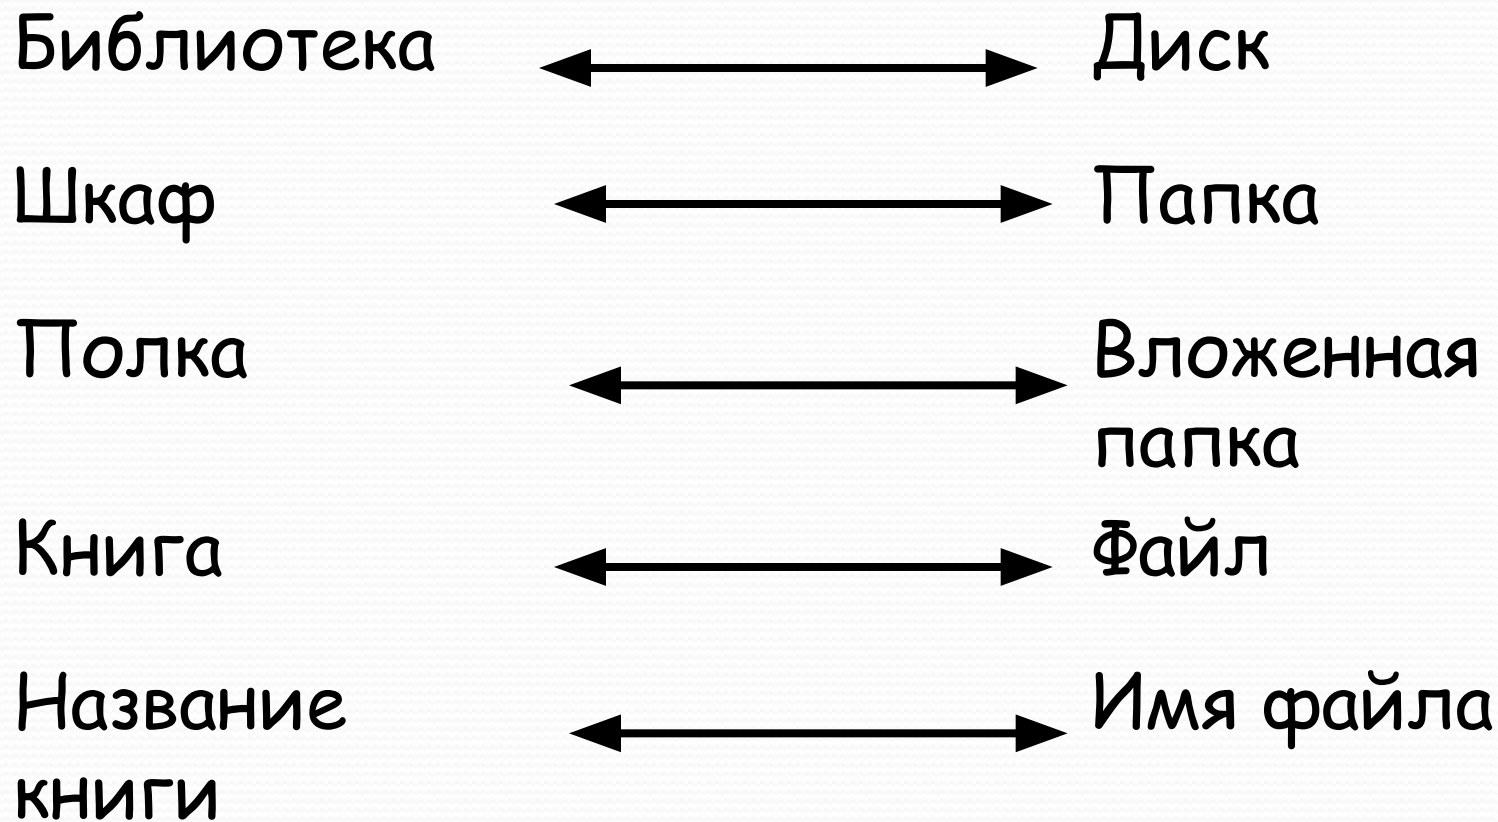 Библиотека Диск
Шкаф Папка
Полка Вложенная
папка
Книга Файл
Название Имя файла
книги